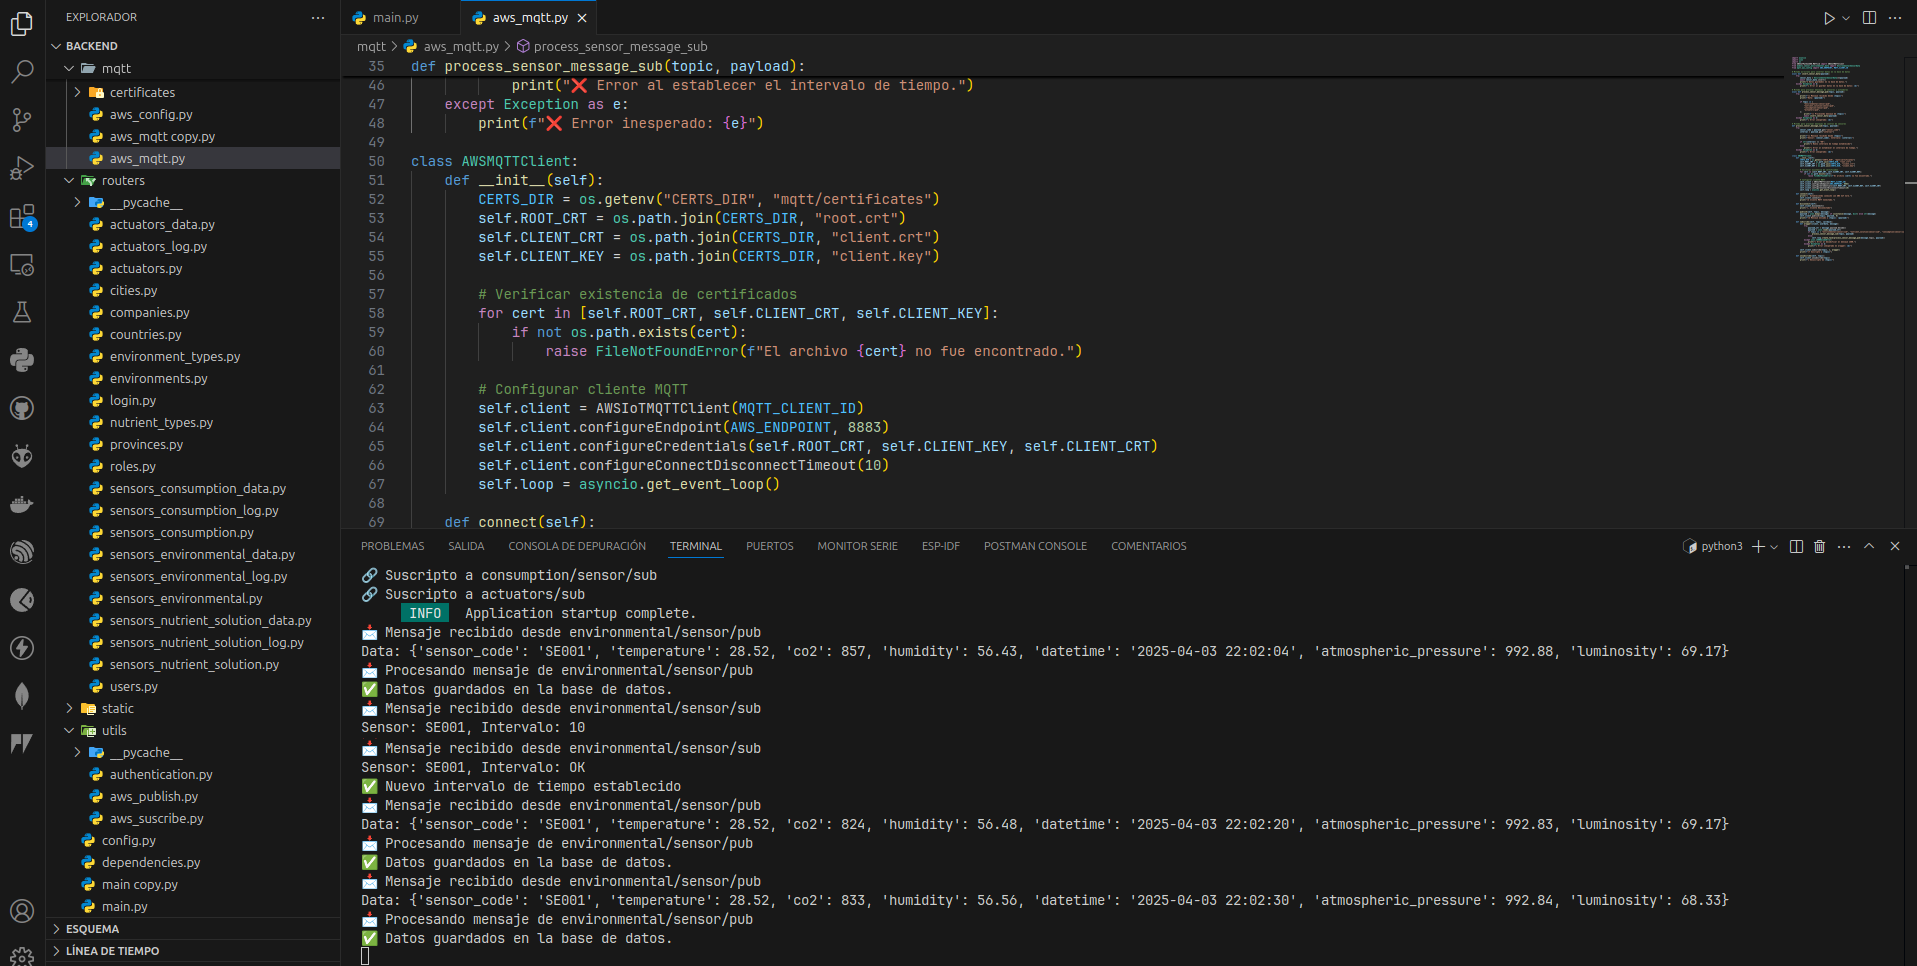 EXPLORADOR
BACKEND
mqtt
certificates
aws_config.py
aws_mqtt copy.py
aws_mqtt.py
routers
__pycache__
actuators_data.py
actuators_log.py
actuators.py
cities.py
companies.py
countries.py
environment_types.py
environments.py
login.py
nutrient_types.py
provinces.py
roles.py
sensors_consumption_data.py
sensors_consumption_log.py
sensors_consumption.py
sensors_environmental_data.py
sensors_environmental_log.py
sensors_environmental.py
sensors_nutrient_solution_data.py
sensors_nutrient_solution_log.py
sensors_nutrient_solution.py
users.py
static
utils
__pycache__
authentication.py
aws_publish.py
aws_suscribe.py
config.py
dependencies.py
main copy.py
main.py
ESQUEMA
LÍNEA DE TIEMPO
4
main.py aws_mqtt.py
mqtt > aws_mqtt.py > process_sensor_message_sub
35 def process_sensor_message_sub(topic, payload):
46 print("❌ Error al establecer el intervalo de tiempo.")
47 except Exception as e:
48 print(f"❌ Error inesperado: {e}")
49
50 class AWSMQTTClient:
51 def __init__(self):
52 CERTS_DIR = os.getenv("CERTS_DIR", "mqtt/certificates")
53 self.ROOT_CRT = os.path.join(CERTS_DIR, "root.crt")
54 self.CLIENT_CRT = os.path.join(CERTS_DIR, "client.crt")
55 self.CLIENT_KEY = os.path.join(CERTS_DIR, "client.key")
56
57 # Verificar existencia de certificados
58 for cert in [self.ROOT_CRT, self.CLIENT_CRT, self.CLIENT_KEY]:
59 if not os.path.exists(cert):
60 raise FileNotFoundError(f"El archivo {cert} no fue encontrado.")
61
62 # Configurar cliente MQTT
63 self.client = AWSIoTMQTTClient(MQTT_CLIENT_ID)
64 self.client.configureEndpoint(AWS_ENDPOINT, 8883)
65 self.client.configureCredentials(self.ROOT_CRT, self.CLIENT_KEY, self.CLIENT_CRT)
66 self.client.configureConnectDisconnectTimeout(10)
67 self.loop = asyncio.get_event_loop()
68
69 def connect(self):
PROBLEMAS SALIDA CONSOLA DE DEPURACIÓN TERMINAL PUERTOS MONITOR SERIE ESP-IDF POSTMAN CONSOLE COMENTARIOS python3
🔗 Suscripto a consumption/sensor/sub
🔗 Suscripto a actuators/sub
INFO Application startup complete.
📩 Mensaje recibido desde environmental/sensor/pub
Data: {'sensor_code': 'SE001', 'temperature': 28.52, 'co2': 857, 'humidity': 56.43, 'datetime': '2025-04-03 22:02:04', 'atmospheric_pressure': 992.88, 'luminosity': 69.17}
📩 Procesando mensaje de environmental/sensor/pub
✅ Datos guardados en la base de datos.
📩 Mensaje recibido desde environmental/sensor/sub
Sensor: SE001, Intervalo: 10
📩 Mensaje recibido desde environmental/sensor/sub
Sensor: SE001, Intervalo: OK
✅ Nuevo intervalo de tiempo establecido
📩 Mensaje recibido desde environmental/sensor/pub
Data: {'sensor_code': 'SE001', 'temperature': 28.52, 'co2': 824, 'humidity': 56.48, 'datetime': '2025-04-03 22:02:20', 'atmospheric_pressure': 992.83, 'luminosity': 69.17}
📩 Procesando mensaje de environmental/sensor/pub
✅ Datos guardados en la base de datos.
📩 Mensaje recibido desde environmental/sensor/pub
Data: {'sensor_code': 'SE001', 'temperature': 28.52, 'co2': 833, 'humidity': 56.56, 'datetime': '2025-04-03 22:02:30', 'atmospheric_pressure': 992.84, 'luminosity': 68.33}
📩 Procesando mensaje de environmental/sensor/pub
✅ Datos guardados en la base de datos.